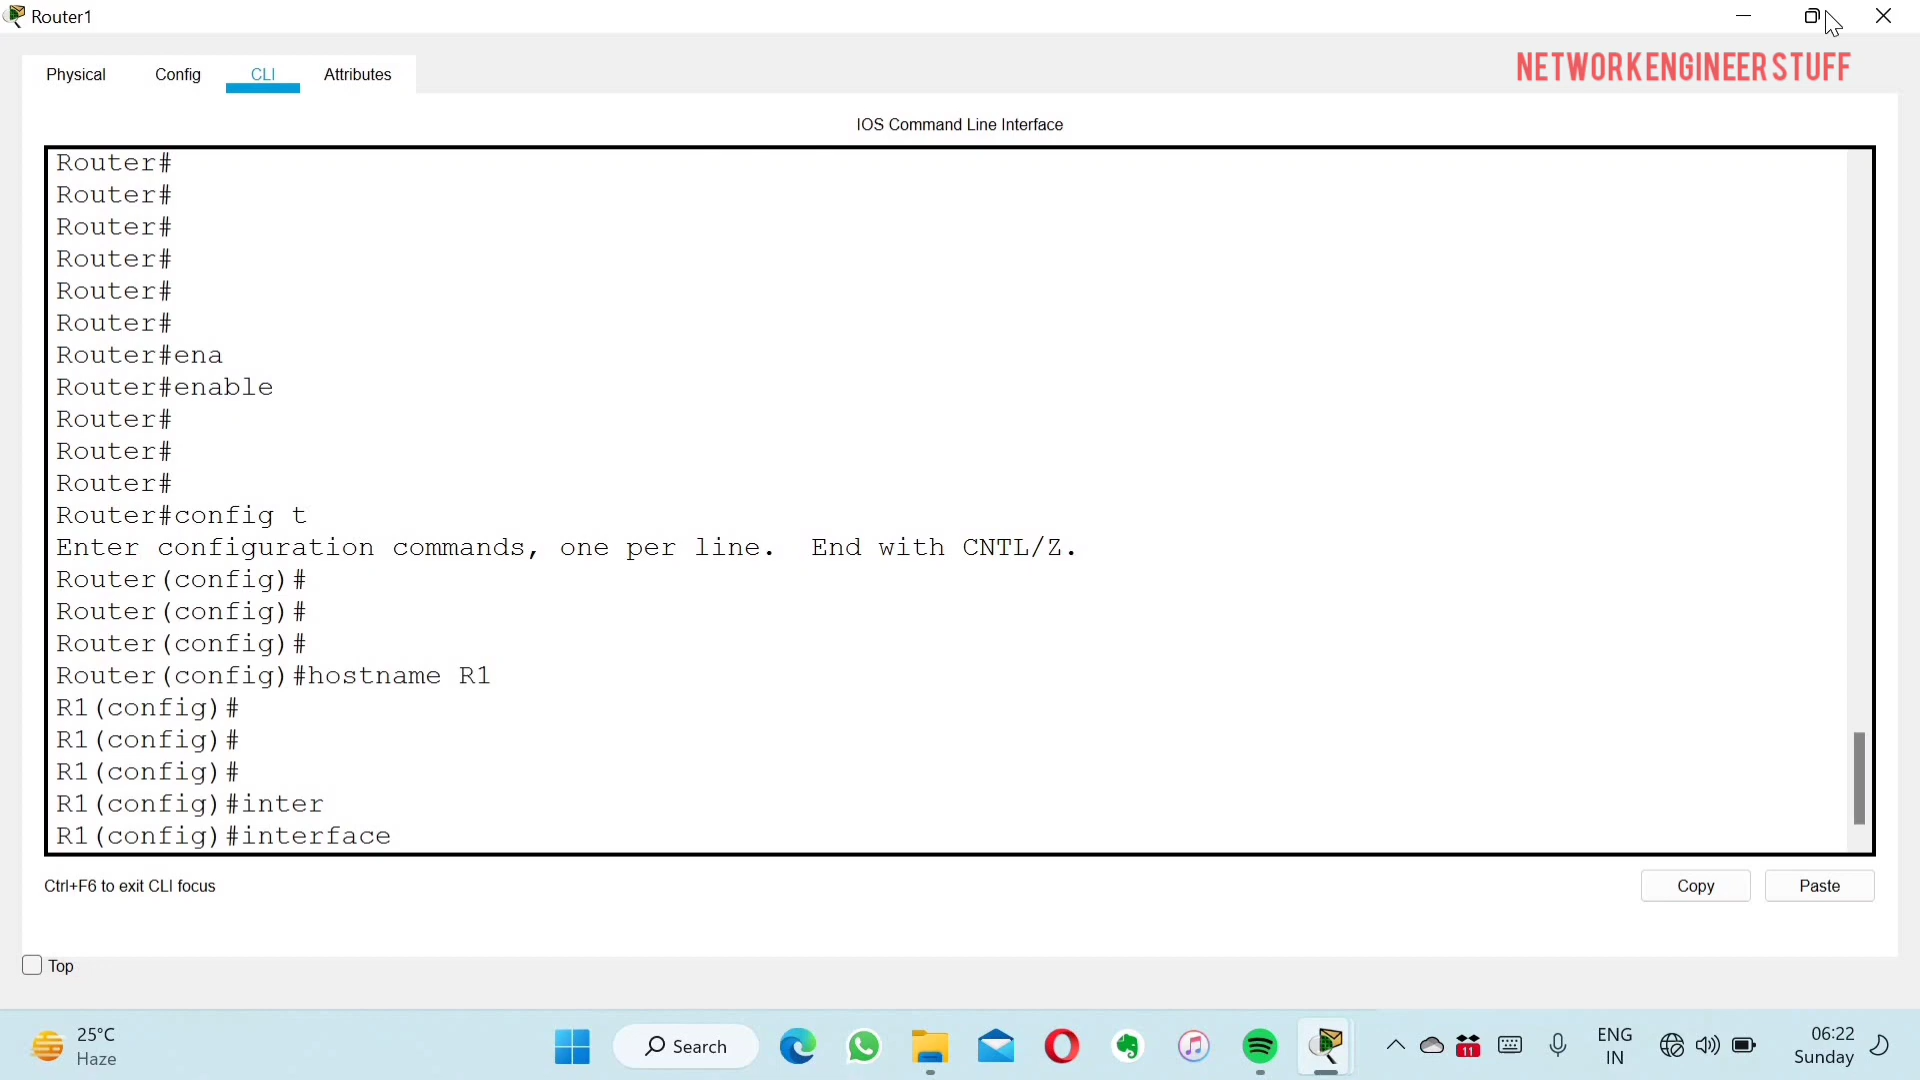 Router1
Physical Config CLI Attributes
NETWORKENGINEER STUFF
IOS Command Line Interface
Router#
Router#
Router#
Router#
Router#
Router#
Router#ena
Router#enable
Router#
Router#
Router#
Router#config t
Enter configuration commands, one per line.  End with CNTL/Z.
Router(config)#
Router(config)#
Router(config)#
Router(config)#hostname R1
R1(config)#
R1(config)#
R1(config)#
R1(config)#inter
R1(config)#interface
Ctrl+F6 to exit CLI focus
Copy Paste
Top
25°C
Haze
Search
11
ENG
IN
06:22
Sunday